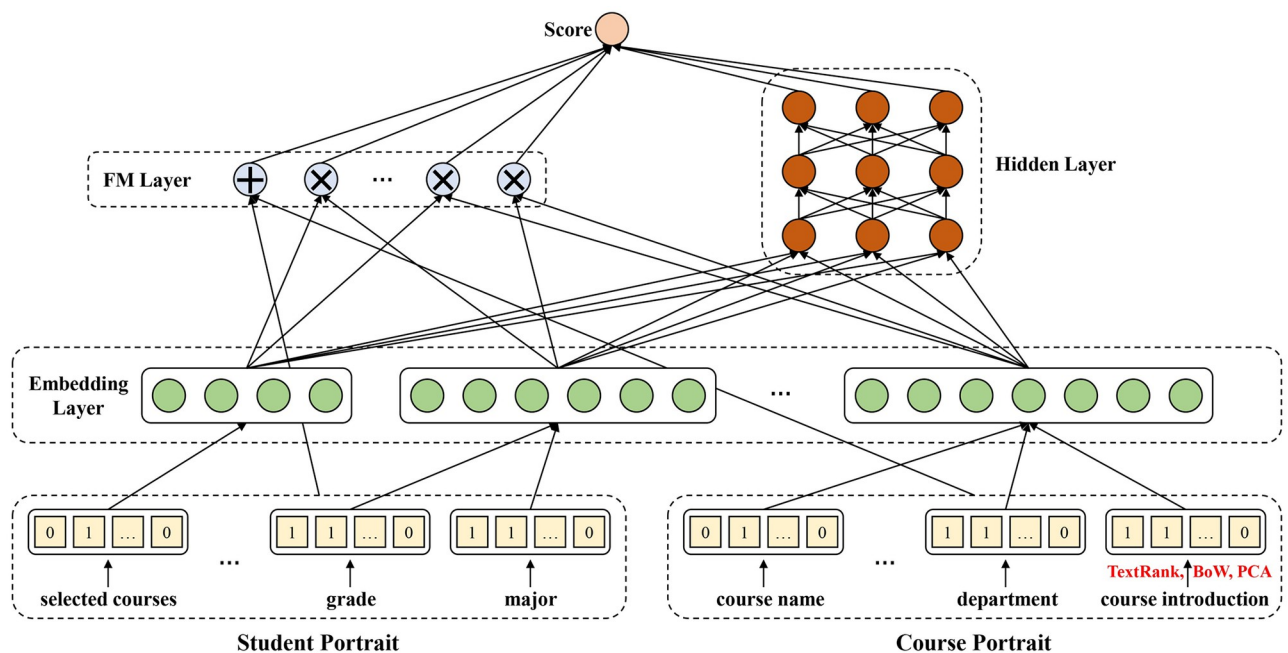 Score
FM Layer
...
Hidden Layer
Embedding
Layer
...
0 1 ... 0
...
1 1 ... 0
1 1 ... 0
0 1 ... 0
...
1 1 ... 0
1 1 ... 0
TextRank, BoW, PCA
selected courses
grade
major
course name
department
course introduction
Student Portrait
Course Portrait